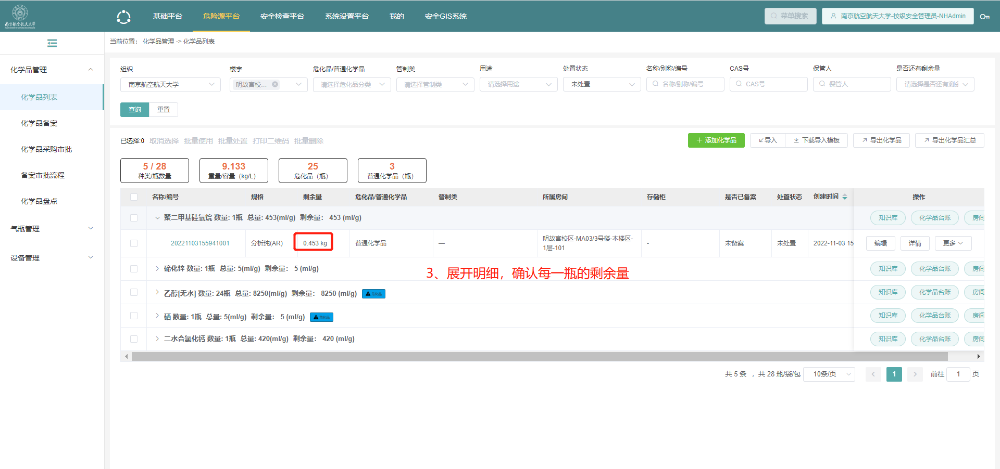 南京航空航天大学
基础平台 危险源平台 安全检查平台 系统设置平台 我的 安全GIS系统 菜单搜索 南京航空航天大学-校级安全管理员-NHAdmin
当前位置： 化学品管理 -> 化学品列表
化学品管理
化学品列表
化学品备案
化学品采购审批
备案审批流程
化学品盘点
气瓶管理
设备管理
组织 楼宇 危化品/普通化学品 管制类 用途 处置状态 名称/别称/编号 CAS号 保管人 是否还有剩余量
南京航空航天大学 明故宫校... 请选择危化品分类 请选择管制类 请选择用途 未处置 名称/别称/编号 CAS号 保管人 请选择是否还有剩余
查询 重置
已选择:0 取消选择 批量使用 批量处置 打印二维码 批量删除 添加化学品 导入 下载导入模板 导出化学品 导出化学品汇总
5 / 28 9.133 25 3
种类/瓶数量 重量/容量（kg/L） 危化品（瓶） 普通化学品（瓶）
名称/编号 规格 剩余量 危化品/普通化学品 管制类 所属房间 存储柜 是否已备案 处置状态 创建时间 操作
聚二甲基硅氧烷 数量: 1瓶 总量: 453(ml/g) 剩余量： 453 (ml/g) 知识库 化学品台账 房间
20221103155941001 分析纯(AR) 0.453 kg 普通化学品 — 明故宫校区-MA03/3号楼-本楼区- - 未备案 未处置 2022-11-03 15 编辑 详情 更多
1层-101
碲化锌 数量: 1瓶 总量: 5(ml/g) 剩余量： 5 (ml/g) 知识库 化学品台账 房间
3、展开明细，确认每一瓶的剩余量
乙醇[无水] 数量: 24瓶 总量: 8250(ml/g) 剩余量： 8250 (ml/g) 危化品 知识库 化学品台账 房间
硒 数量: 1瓶 总量: 5(ml/g) 剩余量： 5 (ml/g) 危化品 知识库 化学品台账 房间
二水合氯化钙 数量: 1瓶 总量: 420(ml/g) 剩余量： 420 (ml/g) 知识库 化学品台账 房间
共 5 条 ，共 28 瓶/袋/包 10条/页 1 前往 1 页